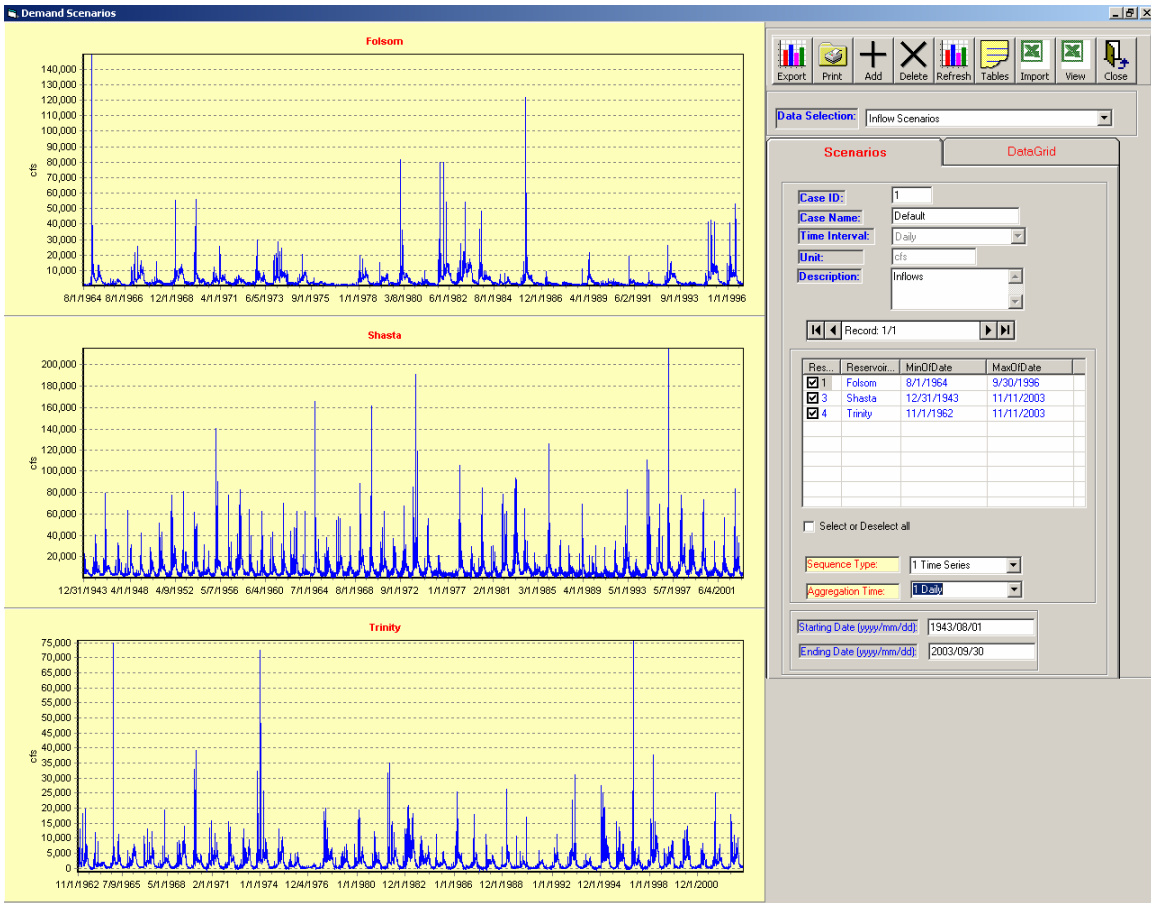 Demand Scenarios
Folsom
140,000
130,000
120,000
110,000
100,000
90,000
80,000
70,000
60,000
50,000
40,000
30,000
20,000
10,000
cfs
8/1/1964 8/1/1966 12/1/1968 4/1/1971 6/5/1973 9/1/1975 1/1/1978 3/8/1980 6/1/1982 8/1/1984 12/1/1986 4/1/1989 6/2/1991 9/1/1993 1/1/1996
Shasta
200,000
180,000
160,000
140,000
120,000
100,000
80,000
60,000
40,000
20,000
cfs
12/31/1943 4/1/1948 4/9/1952 5/7/1956 6/4/1960 7/1/1964 8/1/1968 9/1/1972 1/1/1977 2/1/1981 3/1/1985 4/1/1989 5/1/1993 5/7/1997 6/4/2001
Trinity
75,000
70,000
65,000
60,000
55,000
50,000
45,000
40,000
35,000
30,000
25,000
20,000
15,000
10,000
5,000
0
cfs
11/1/1962 7/9/1965 5/1/1968 2/1/1971 1/1/1974 12/4/1976 1/1/1980 12/1/1982 1/1/1986 12/1/1988 12/1/1992 12/1/1994 1/1/1998 12/1/2000
Export Print Add Delete Refresh Tables Import View Close
Data Selection: Inflow Scenarios
Scenarios DataGrid
Case ID: 1
Case Name: Default
Time Interval: Daily
Unit: cfs
Description: Inflows
Record: 1/1
Res... Reservoir... MinOfDate MaxOfDate
1 Folsom 8/1/1964 9/30/1996
3 Shasta 12/31/1943 11/11/2003
4 Trinity 11/1/1962 11/11/2003
Select or Deselect all
Sequence Type: 1 Time Series
Aggregation Time: 1 Daily
Starting Date (yyyy/mm/dd): 1943/08/01
Ending Date (yyyy/mm/dd): 2003/09/30